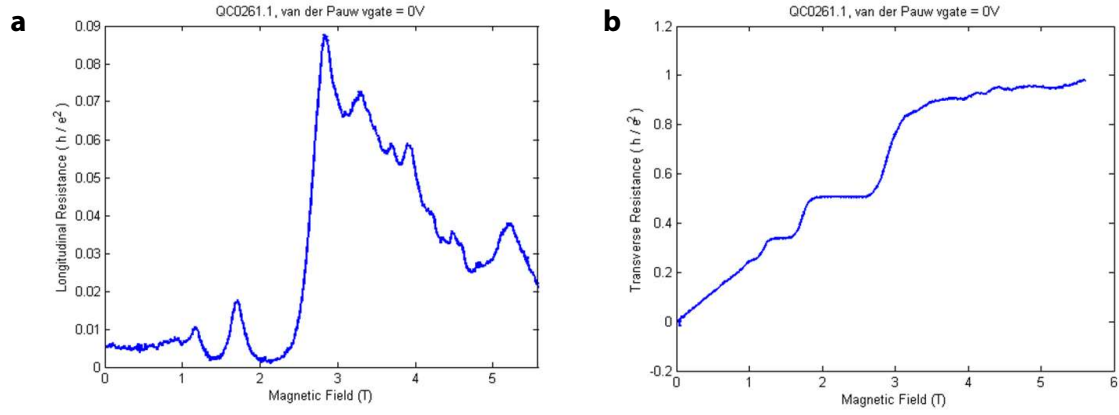 a
QC0261.1, van der Pauw vgate = 0V
Longitudinal Resistance ( h / e²)
0.09
0.08
0.07
0.06
0.05
0.04
0.03
0.02
0.01
0
0 1 2 3 4 5
Magnetic Field (T)
b
QC0261.1, van der Pauw vgate = 0V
Transverse Resistance ( h / e²)
1.2
1
0.8
0.6
0.4
0.2
0
-0.2
0 1 2 3 4 5 6
Magnetic Field (T)